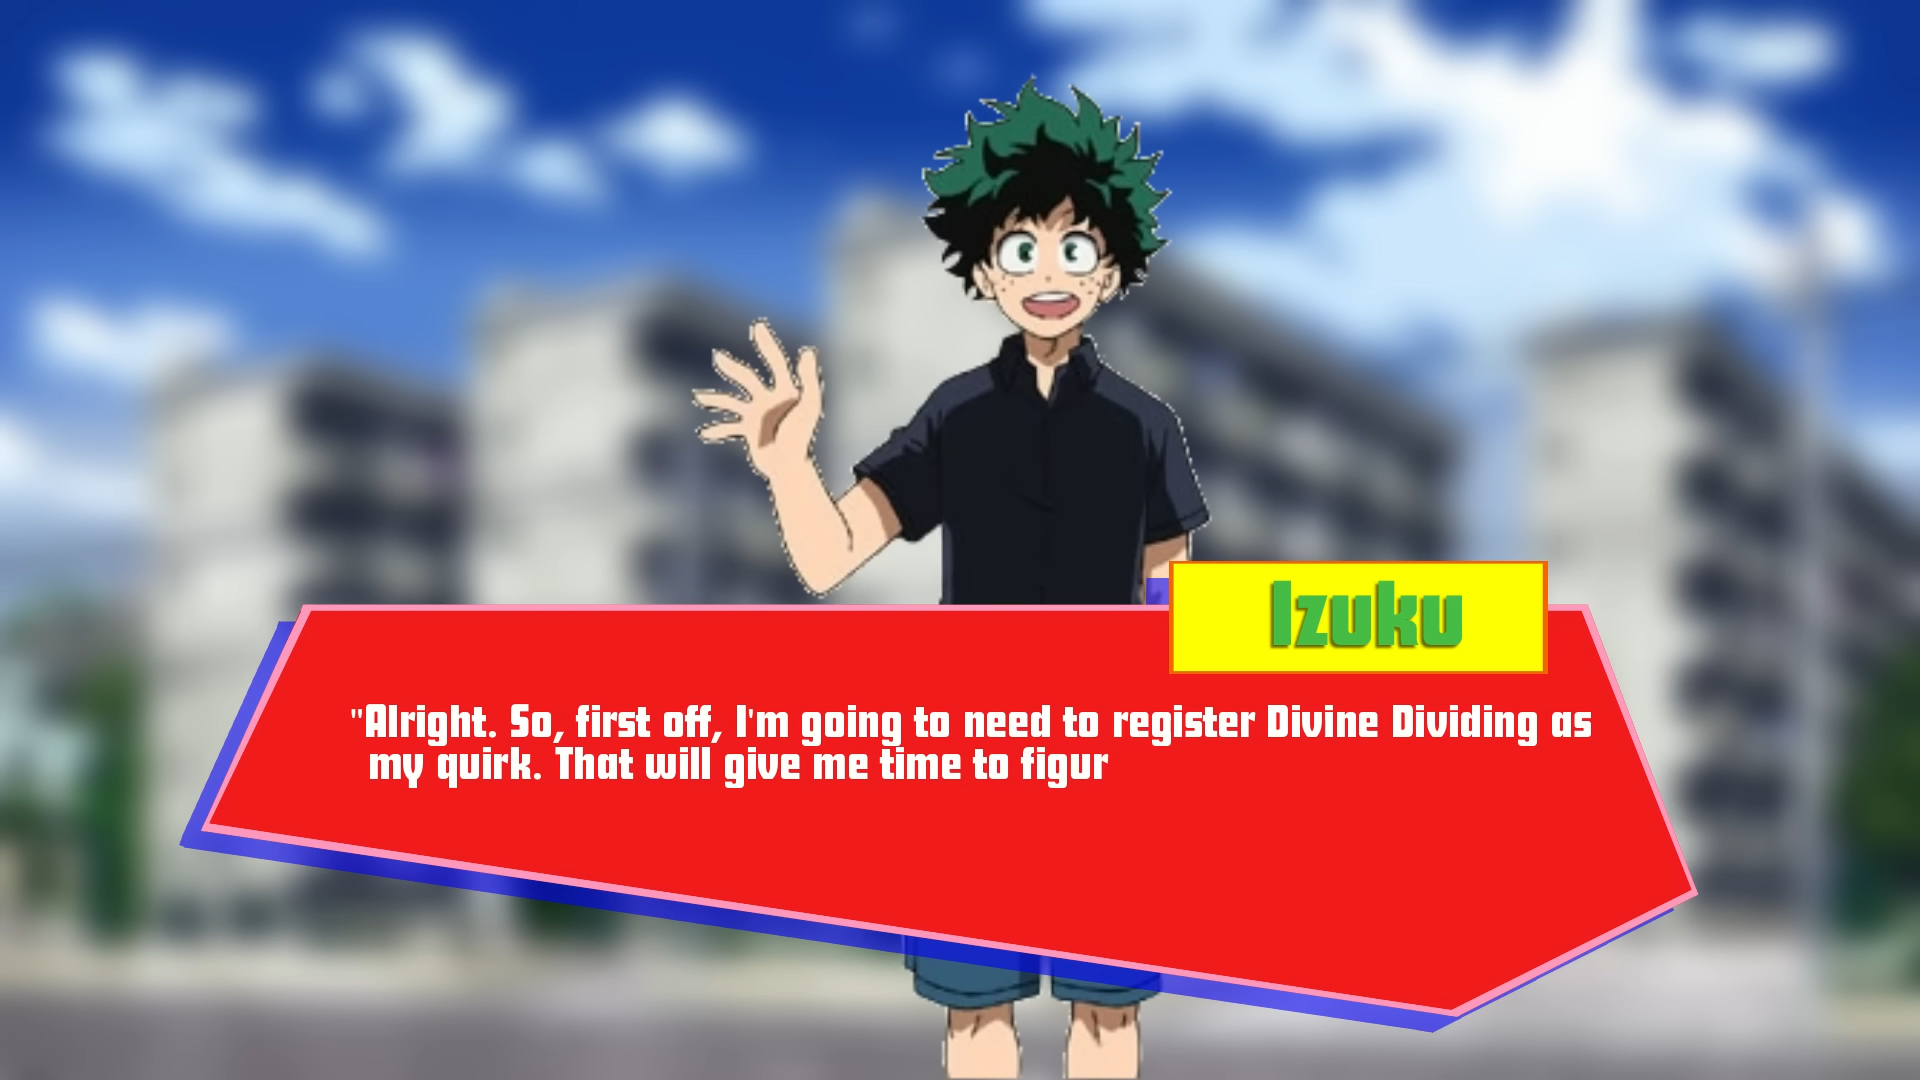 Izuku
"Alright. So, first off, I'm going to need to register Divine Dividing as
my quirk. That will give me time to figur